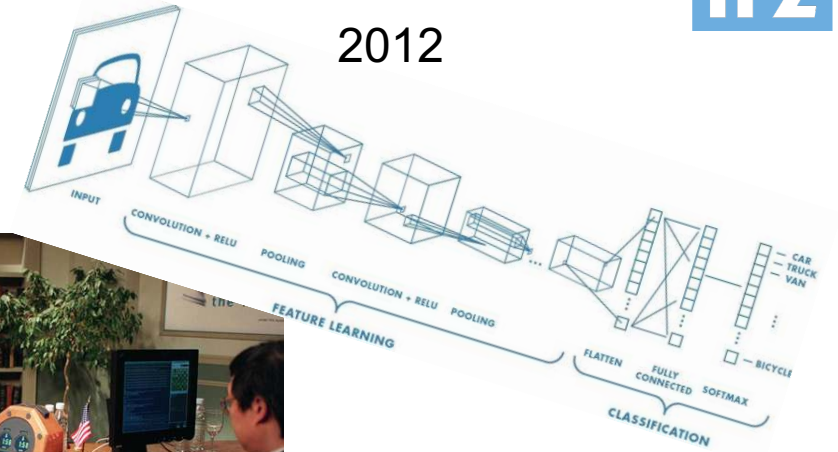 2012
INPUT
CONVOLUTION + RELU
POOLING
CONVOLUTION + RELU
POOLING
...
FEATURE LEARNING
FLATTEN
FULLY
CONNECTED
SOFTMAX
CLASSIFICATION
CAR
TRUCK
VAN
BICYCLE
the